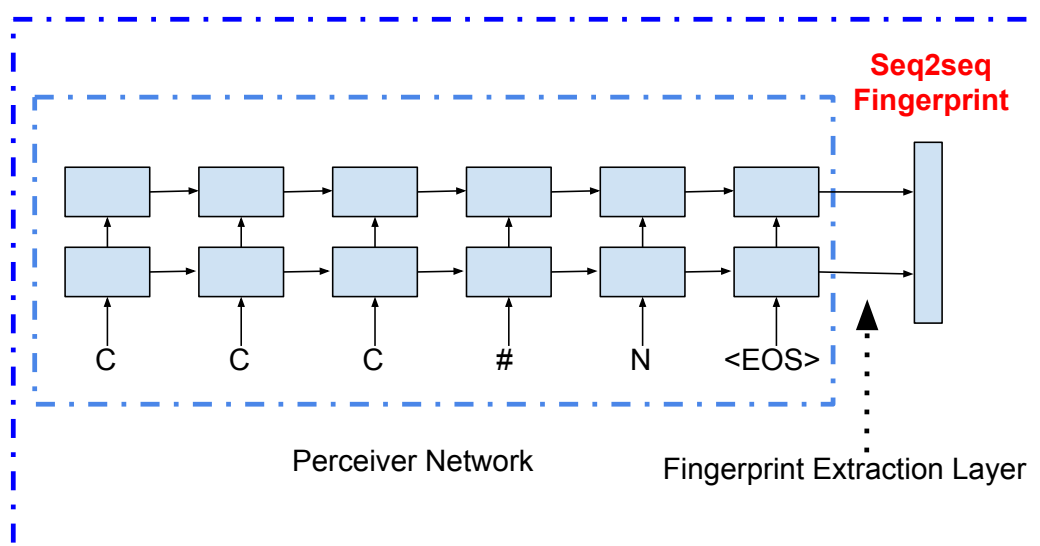 Seq2seq
Fingerprint
C C C # N <EOS>
Perceiver Network
Fingerprint Extraction Layer